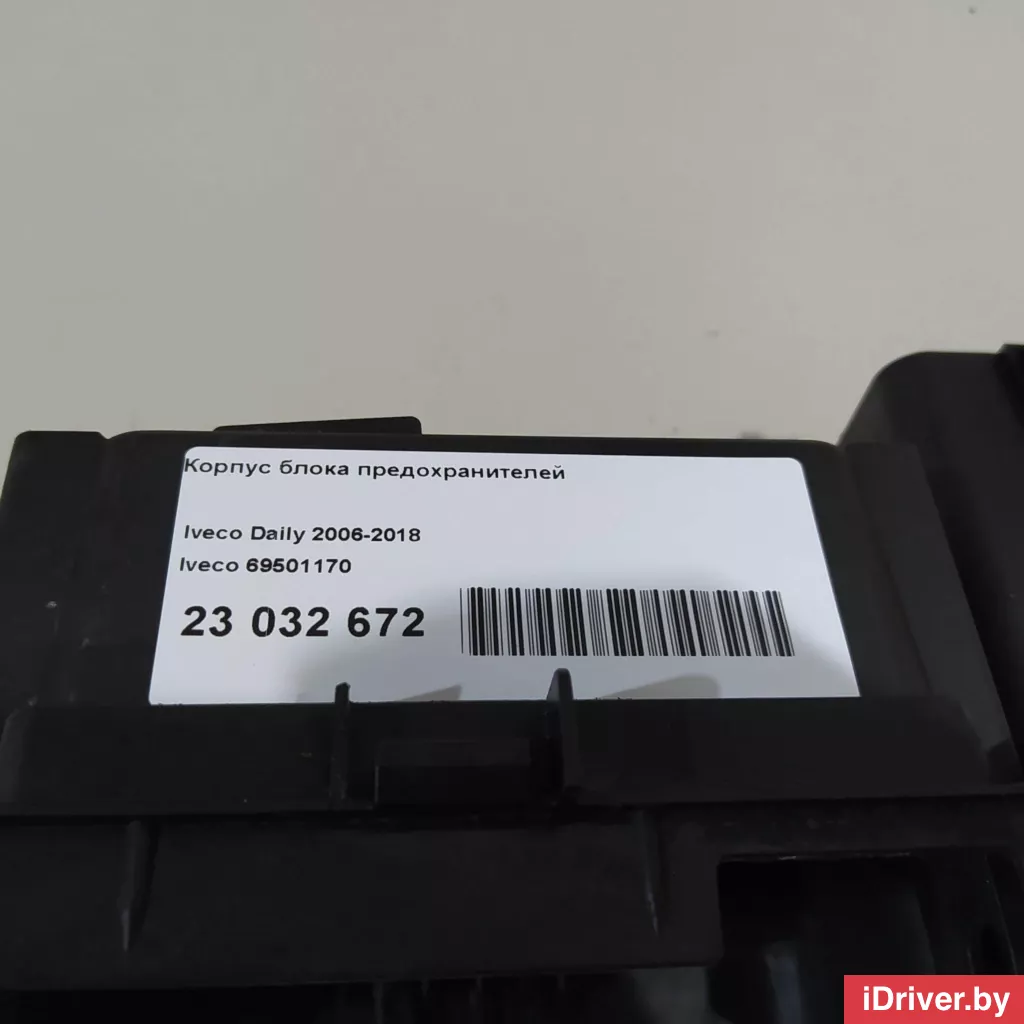 Корпус блока предохранителей
Iveco Daily 2006-2018
Iveco 69501170
23 032 672
iDriver.by